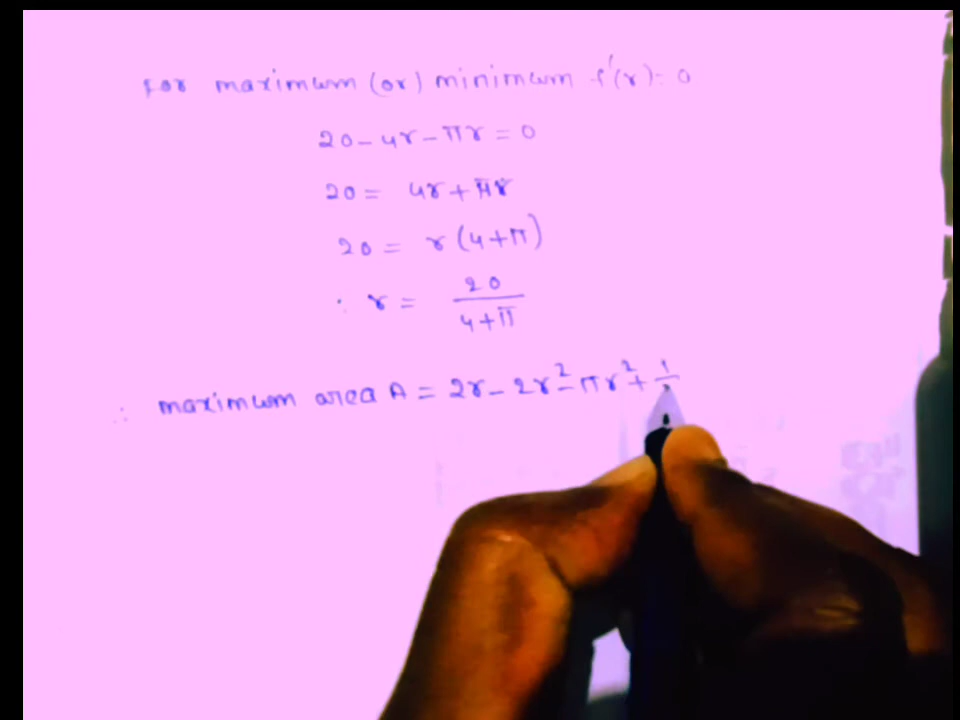 For maximum (or) minimum f'(r) = 0
20 - 4r - πr = 0
20 = 4r + πr
20 = r (4+π)
∴ r = 20/(4+π)
∴ maximum area A = 2r - 2r² - πr² + 1/